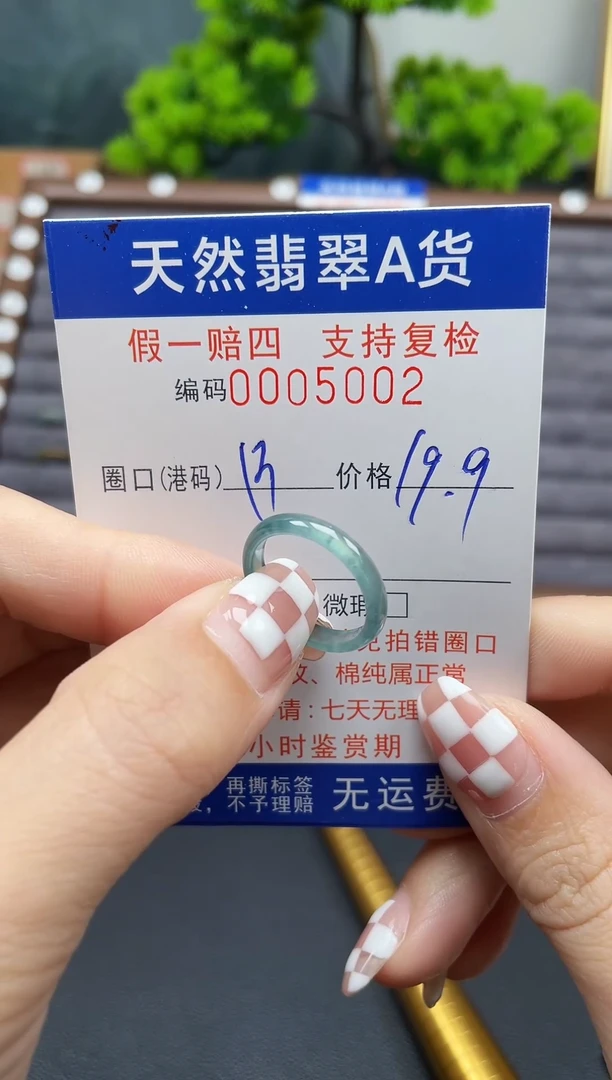 天然翡翠A货
假一赔四 支持复检
编码0005002
圈口(港码) 13 价格19.9
微瑕
拍错圈口
纹、棉纯属正常
请:七天无理
小时鉴赏期
再撕标签
不予理赔
无运费